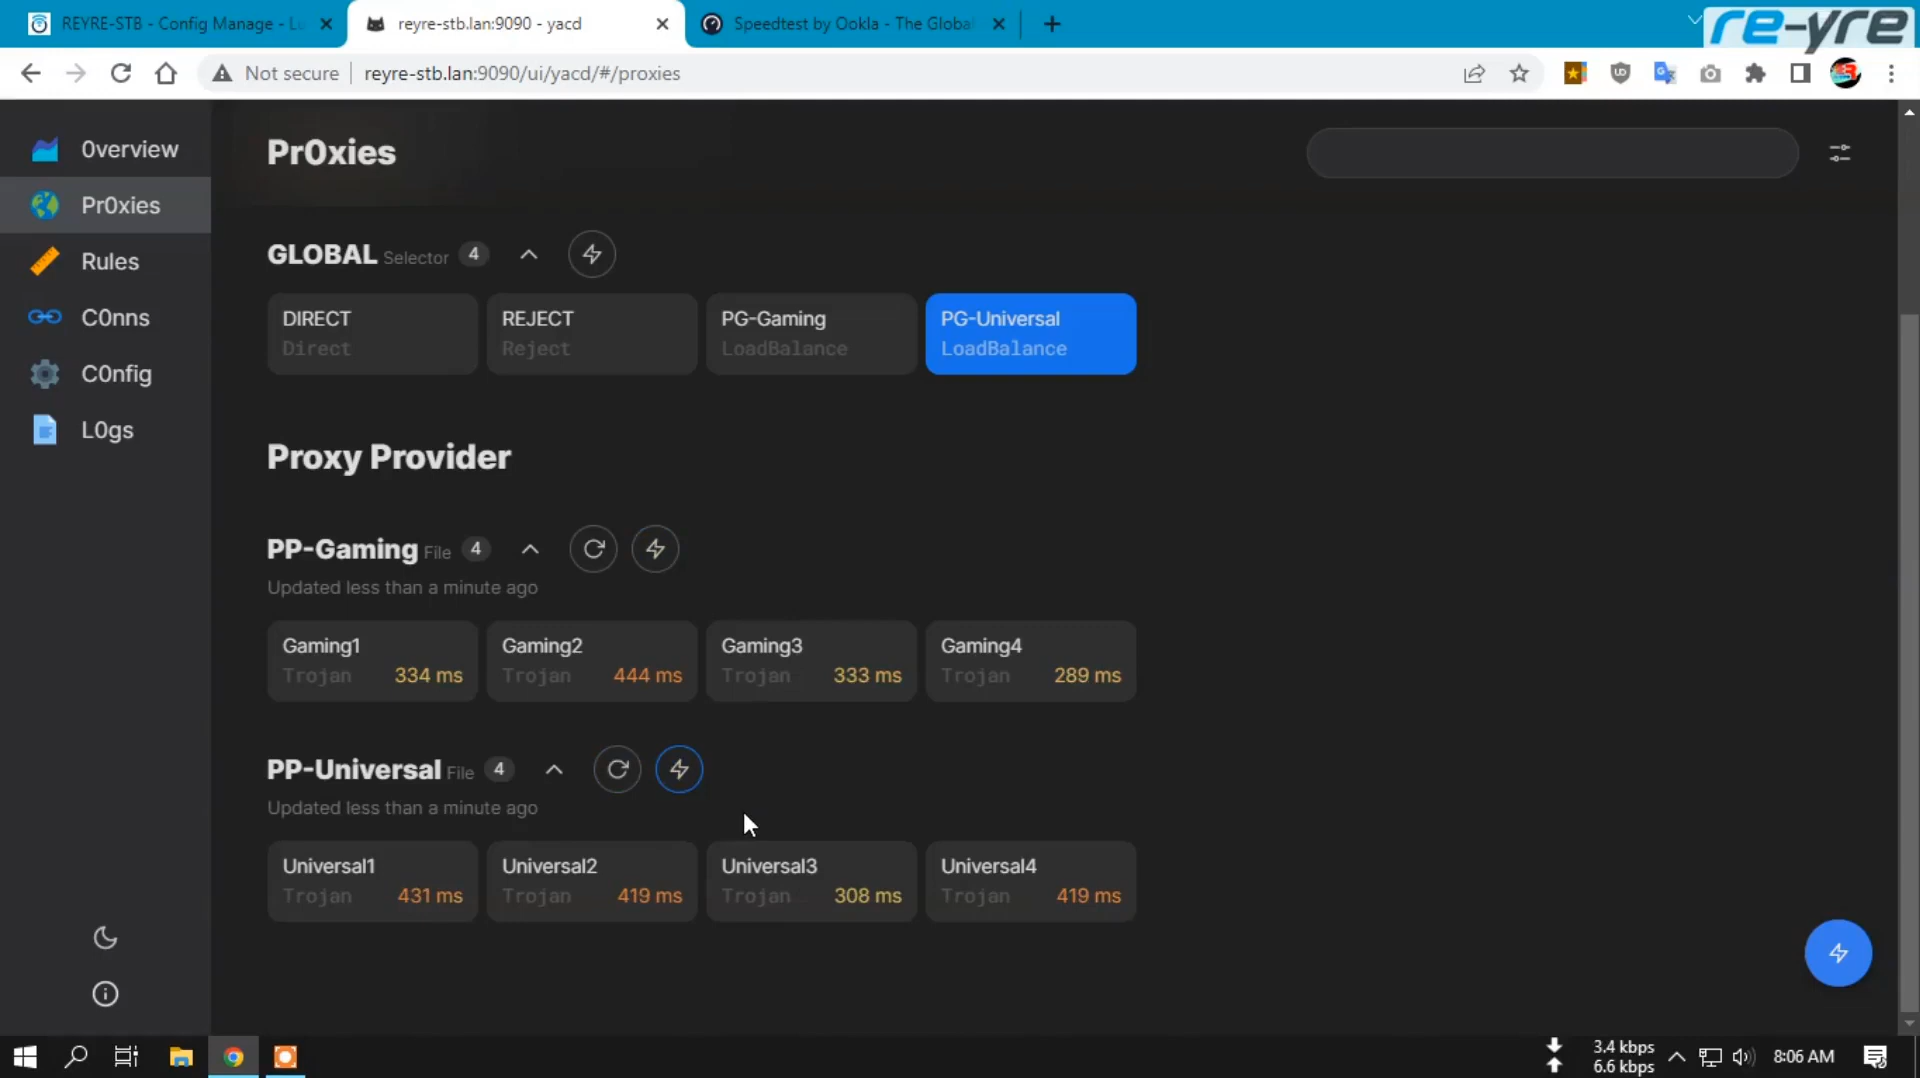 REYRE-STB - Config Manage - L
reyre-stb.lan:9090 - yacd
Speedtest by Ookla - The Globa
re-yre
Not secure
reyre-stb.lan:9090/ui/yacd/#/proxies
0verview
Pr0xies
Rules
C0nns
C0nfig
L0gs
Pr0xies
GLOBAL Selector 4
DIRECT
Direct
REJECT
Reject
PG-Gaming
LoadBalance
PG-Universal
LoadBalance
Proxy Provider
PP-Gaming File 4
Updated less than a minute ago
Gaming1
Trojan 334 ms
Gaming2
Trojan 444 ms
Gaming3
Trojan 333 ms
Gaming4
Trojan 289 ms
PP-Universal File 4
Updated less than a minute ago
Universal1
Trojan 431 ms
Universal2
Trojan 419 ms
Universal3
Trojan 308 ms
Universal4
Trojan 419 ms
3.4 kbps
6.6 kbps
8:06 AM